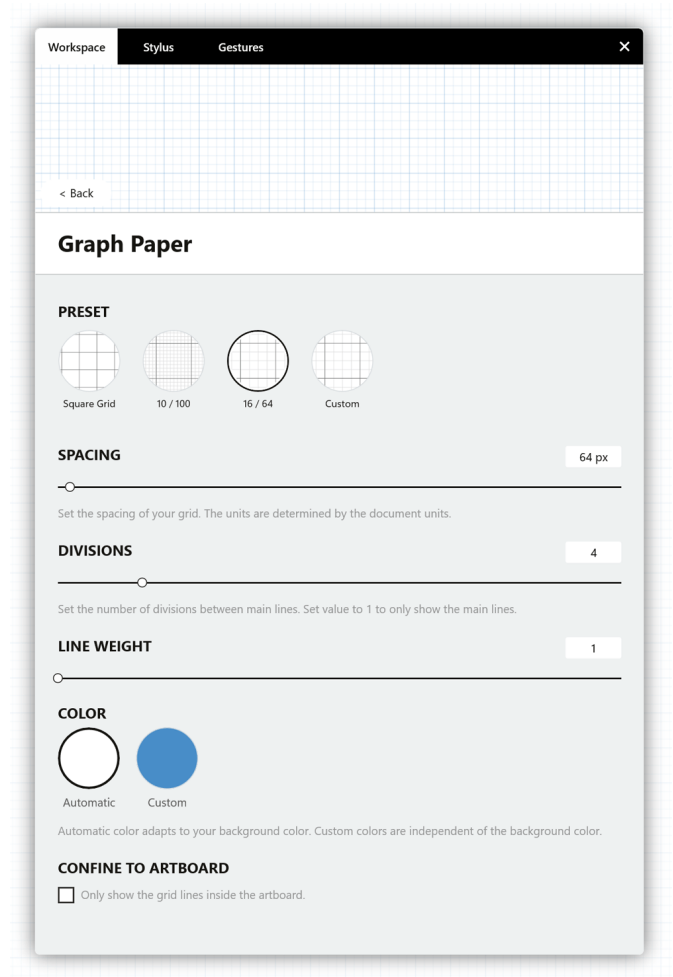 Workspace Stylus Gestures ×
< Back
Graph Paper
PRESET
Square Grid 10 / 100 16 / 64 Custom
SPACING 64 px
Set the spacing of your grid. The units are determined by the document units.
DIVISIONS 4
Set the number of divisions between main lines. Set value to 1 to only show the main lines.
LINE WEIGHT 1
COLOR
Automatic Custom
Automatic color adapts to your background color. Custom colors are independent of the background color.
CONFINE TO ARTBOARD
Only show the grid lines inside the artboard.